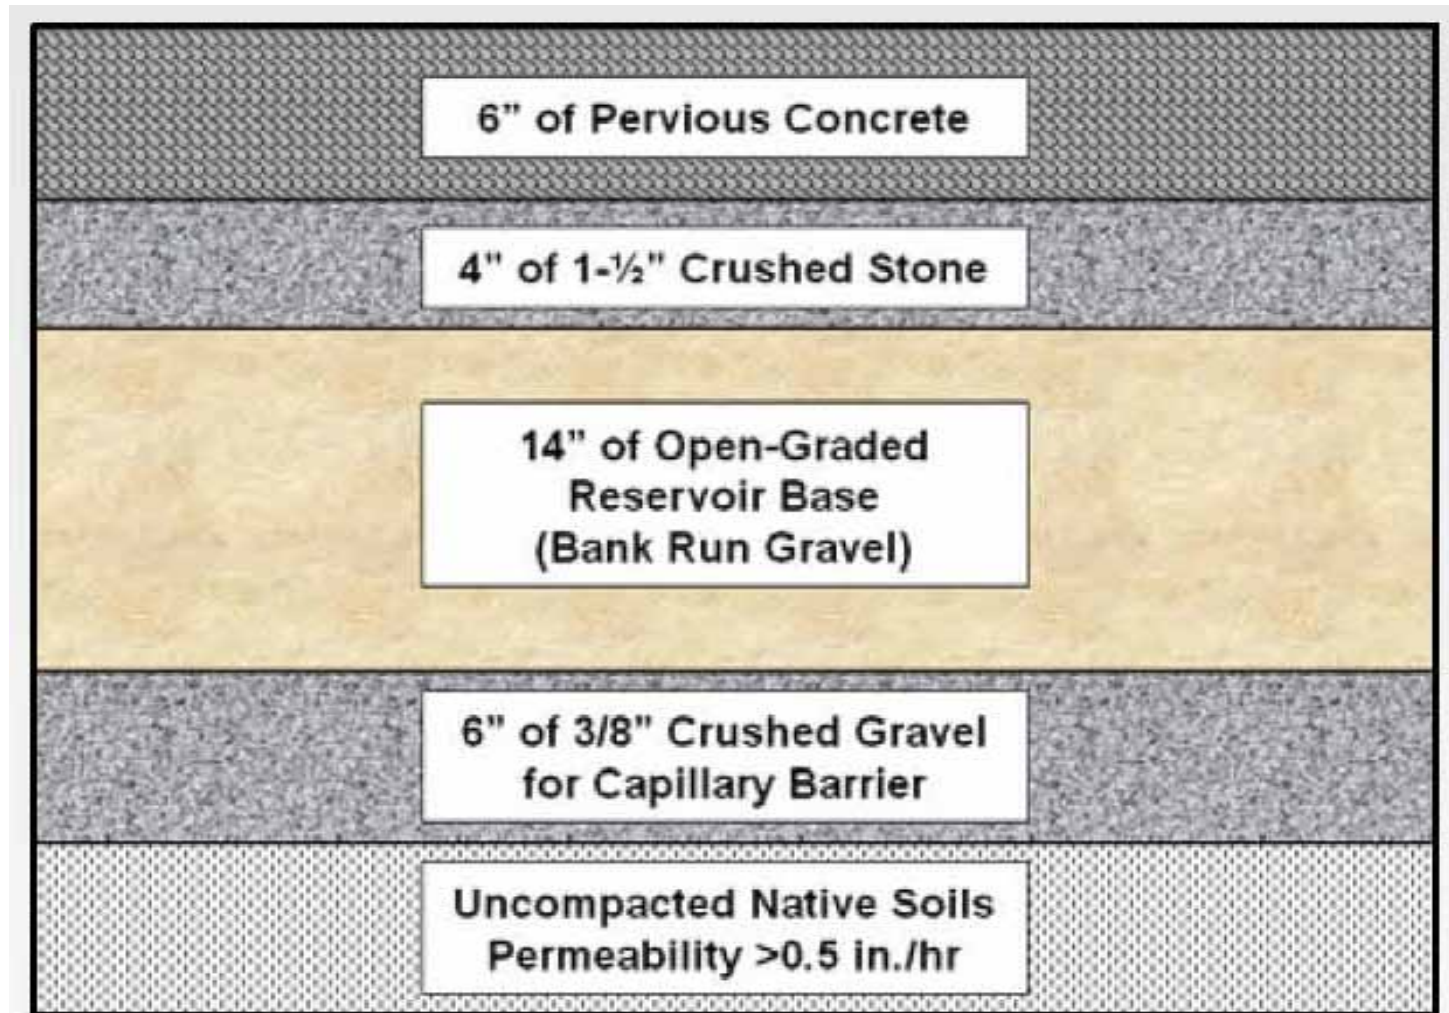 6” of Pervious Concrete
4” of 1-½” Crushed Stone
14” of Open-Graded
Reservoir Base
(Bank Run Gravel)
6” of 3/8” Crushed Gravel
for Capillary Barrier
Uncompacted Native Soils
Permeability >0.5 in./hr